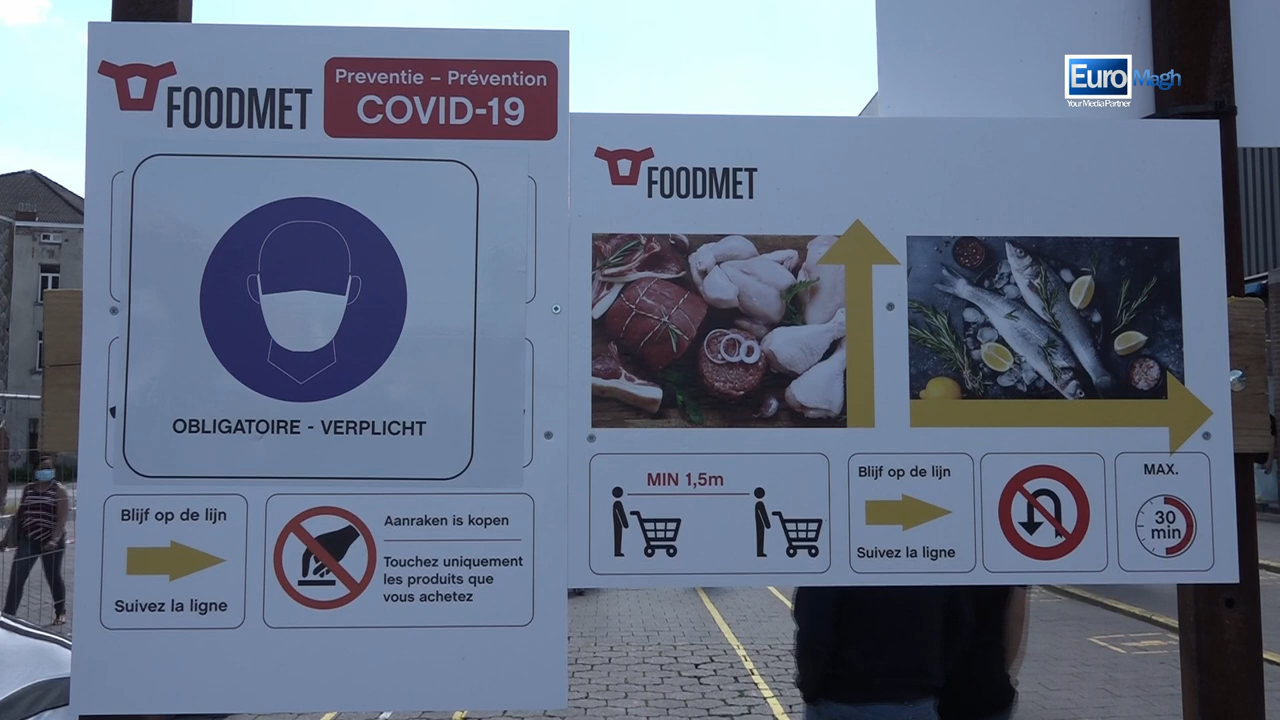 FOODMET
Preventie – Prévention
COVID-19
OBLIGATOIRE - VERPLICHT
Blijf op de lijn
Suivez la ligne
Aanraken is kopen
Touchez uniquement
les produits que
vous achetez
Euro Magh
Your Media Partner
FOODMET
MIN 1,5m
Blijf op de lijn
Suivez la ligne
MAX.
30
min